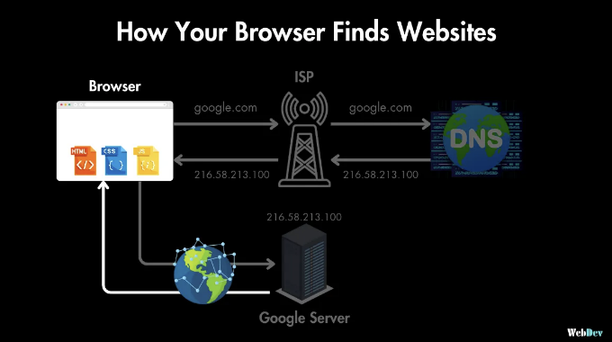 How Your Browser Finds Websites
Browser
ISP
google.com
google.com
HTML
CSS
JS
DNS
216.58.213.100
216.58.213.100
216.58.213.100
Google Server
WebDev